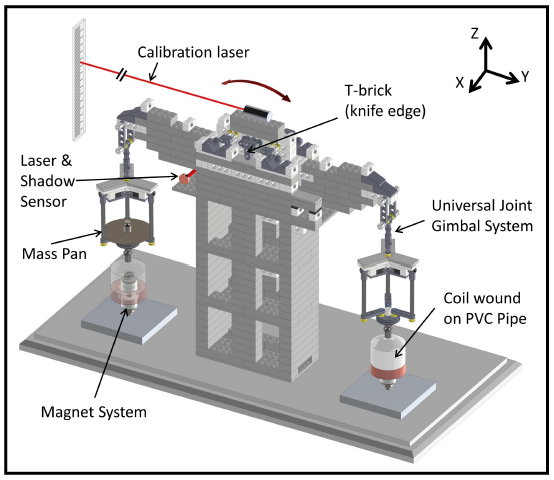 Calibration laser
Z
X
Y
T-brick
(knife edge)
Laser &
Shadow
Sensor
Universal Joint
Gimbal System
Mass Pan
Coil wound
on PVC Pipe
Magnet System